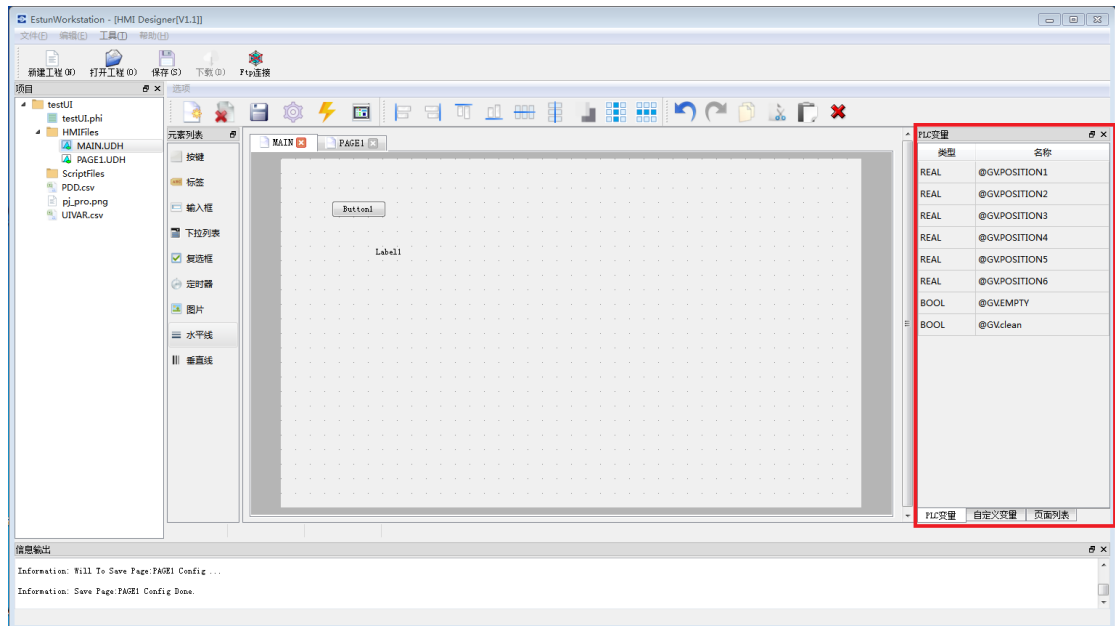 EstunWorkstation - [HMI Designer[V1.1]]
文件(F) 编辑(E) 工具(T) 帮助(H)
新建工程(N) 打开工程(O) 保存(S) 下载(D) Ftp连接
项目
选项
testUI
testUI.phi
HMIFiles
MAIN.UDH
PAGE1.UDH
ScriptFiles
PDD.csv
pj_pro.png
UIVAR.csv
元素列表
按键
标签
输入框
下拉列表
复选框
定时器
图片
水平线
垂直线
MAIN PAGE1
Button1
Label1
PLC变量
类型 名称
REAL @GV.POSITION1
REAL @GV.POSITION2
REAL @GV.POSITION3
REAL @GV.POSITION4
REAL @GV.POSITION5
REAL @GV.POSITION6
BOOL @GV.EMPTY
BOOL @GV.clean
PLC变量 自定义变量 页面列表
信息输出
Information: Will To Save Page:PAGE1 Config ...
Information: Save Page:PAGE1 Config Done.